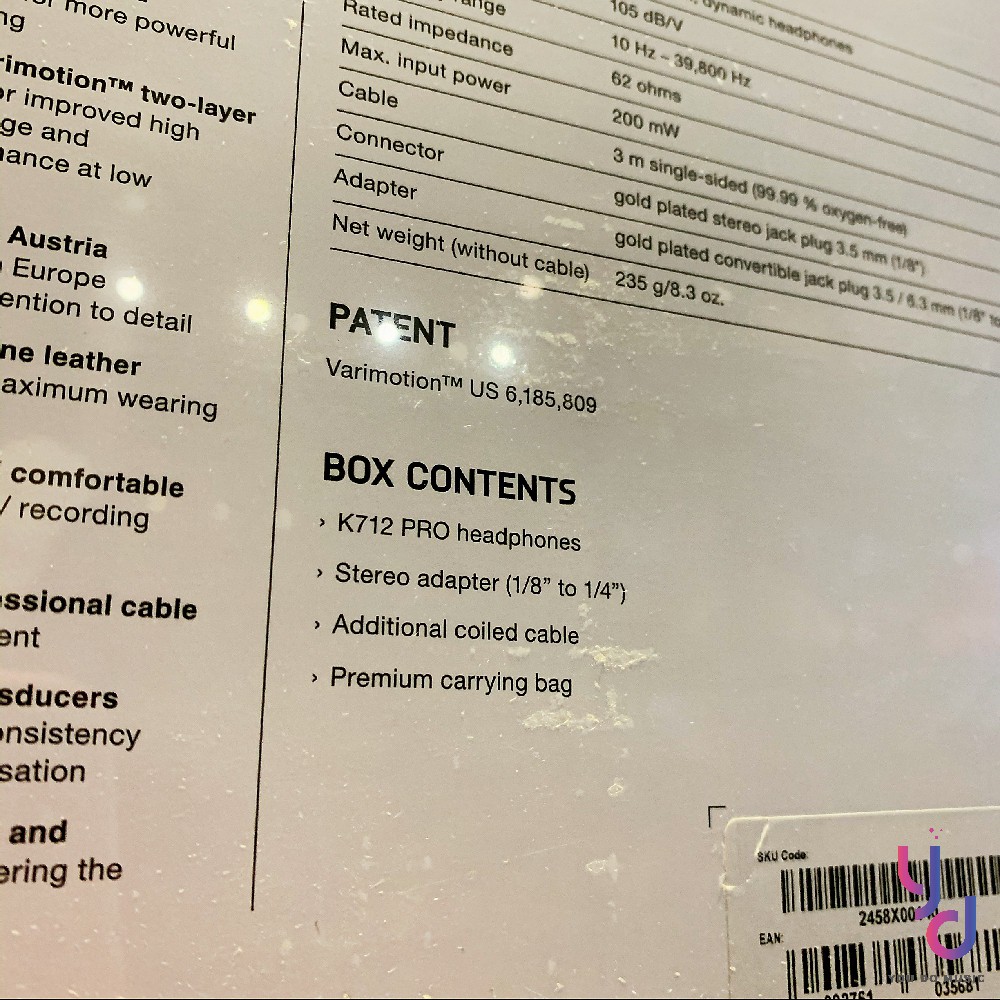 more powerful
rimotion™ two-layer
or improved high
ge and
nance at low
Austria
Europe
ention to detail
ne leather
aximum wearing
comfortable
/ recording
ssional cable
ent
sducers
onsistency
sation
and
ering the
dynamic headphones
105 dB/V
10 Hz – 39,800 Hz
Rated impedance 62 ohms
Max. input power 200 mW
Cable 3 m single-sided (99.99 % oxygen-free)
Connector gold plated stereo jack plug 3.5 mm (1/8")
Adapter gold plated convertible jack plug 3.5 / 6.3 mm (1/8" to
Net weight (without cable) 235 g/8.3 oz.
PATENT
Varimotion™ US 6,185,809
BOX CONTENTS
› K712 PRO headphones
› Stereo adapter (1/8” to 1/4”)
› Additional coiled cable
› Premium carrying bag
SKU Code:
2458X00
EAN:
035681